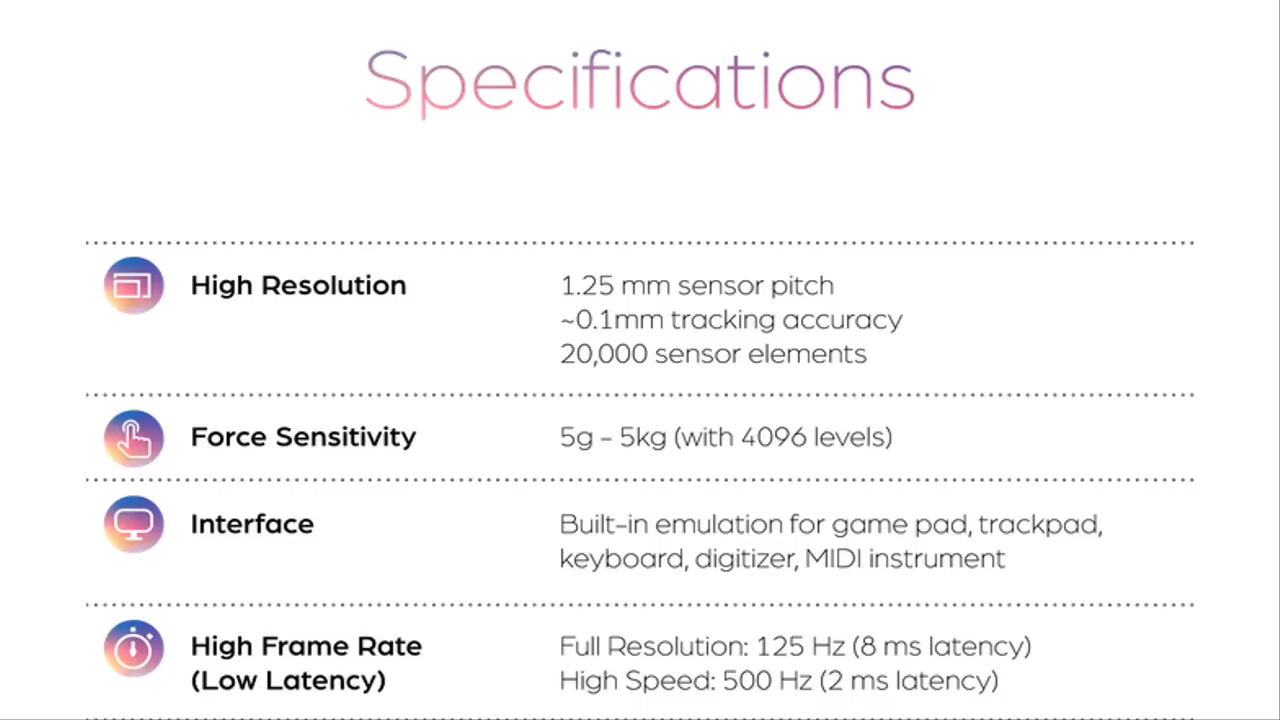 Specifications
High Resolution
1.25 mm sensor pitch
~0.1mm tracking accuracy
20,000 sensor elements
Force Sensitivity
5g – 5kg (with 4096 levels)
Interface
Built-in emulation for game pad, trackpad,
keyboard, digitizer, MIDI instrument
High Frame Rate
(Low Latency)
Full Resolution: 125 Hz (8 ms latency)
High Speed: 500 Hz (2 ms latency)